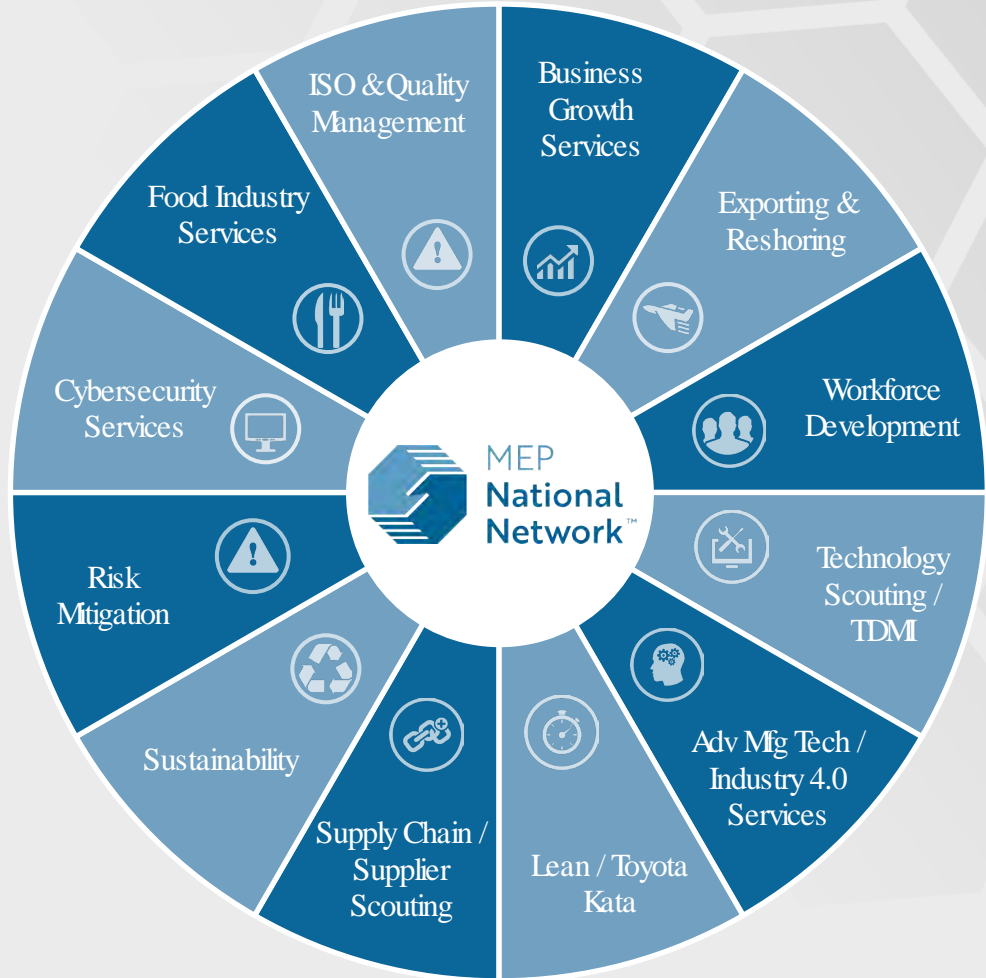 ISO & Quality
Management
Business
Growth
Services
Exporting &
Reshoring
Workforce
Development
Technology
Scouting /
TDMI
Adv Mfg Tech /
Industry 4.0
Services
Lean / Toyota
Kata
Supply Chain /
Supplier
Scouting
Sustainability
Risk
Mitigation
Cybersecurity
Services
Food Industry
Services
MEP
National
Network™